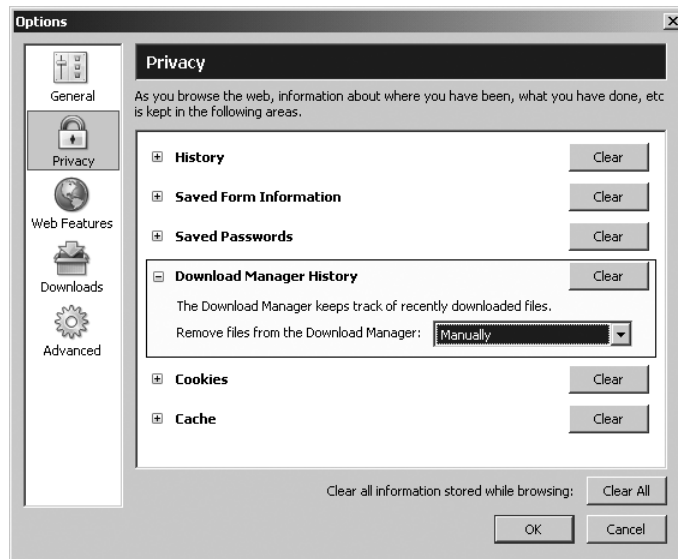 Options
General
Privacy
Web Features
Downloads
Advanced
Privacy
As you browse the web, information about where you have been, what you have done, etc
is kept in the following areas.
History Clear
Saved Form Information Clear
Saved Passwords Clear
Download Manager History Clear
The Download Manager keeps track of recently downloaded files.
Remove files from the Download Manager: Manually
Cookies Clear
Cache Clear
Clear all information stored while browsing: Clear All
OK Cancel